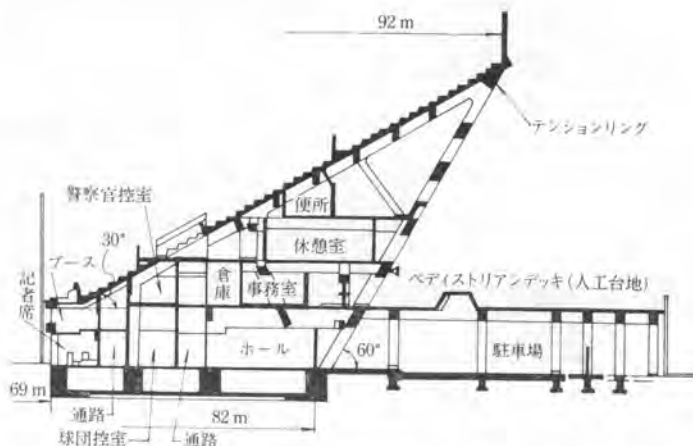 92 m
テンションリング
警察官控室
便所
30°
休憩室
ブース
ペディストリアンデッキ(人工台地)
記者席
倉庫
事務室
ホール
60°
駐車場
69 m
通路
82 m
球団控室
通路